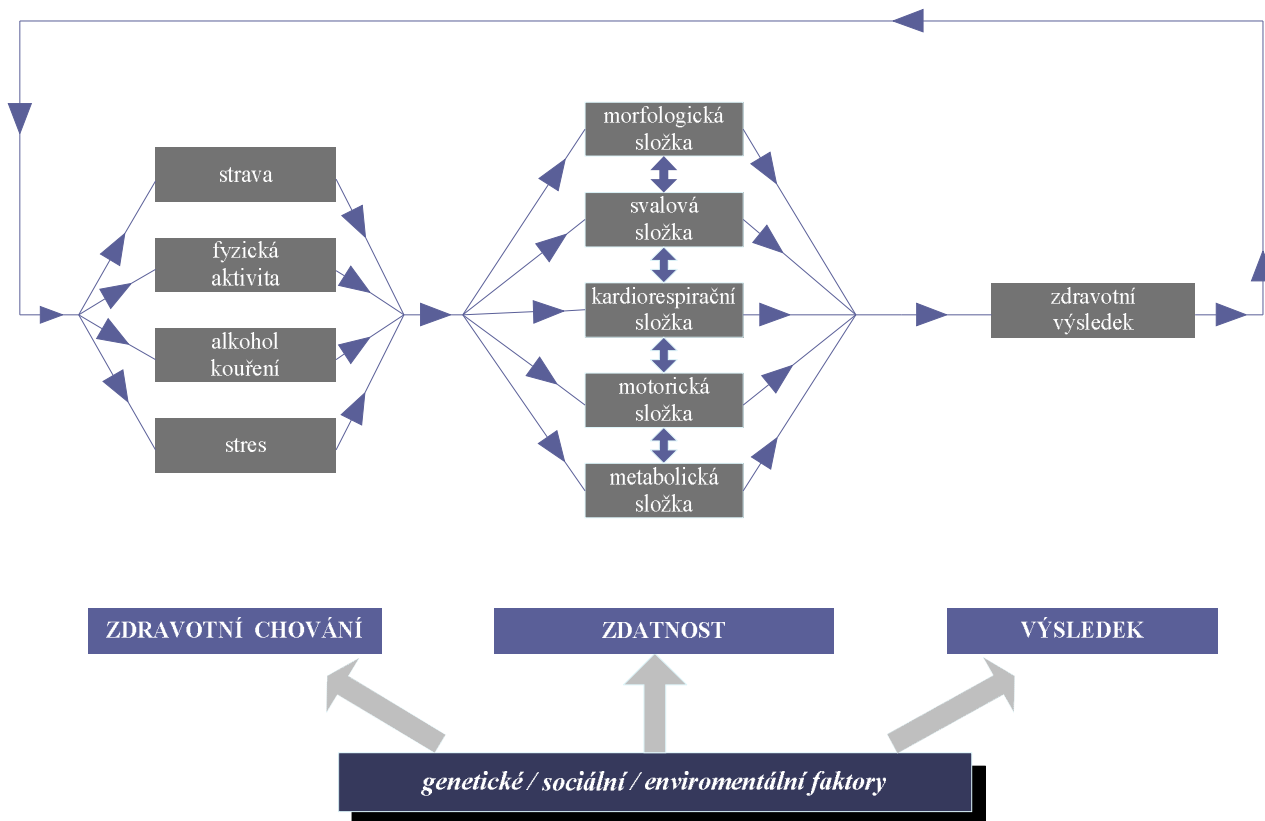 strava
fyzická
aktivita
alkohol
kouření
stres
morfologická
složka
svalová
složka
kardiorespirační
složka
motorická
složka
metabolická
složka
zdravotní
výsledek
ZDRAVOTNÍ CHOVÁNÍ
ZDATNOST
VÝSLEDEK
genetické / sociální / enviromentální faktory